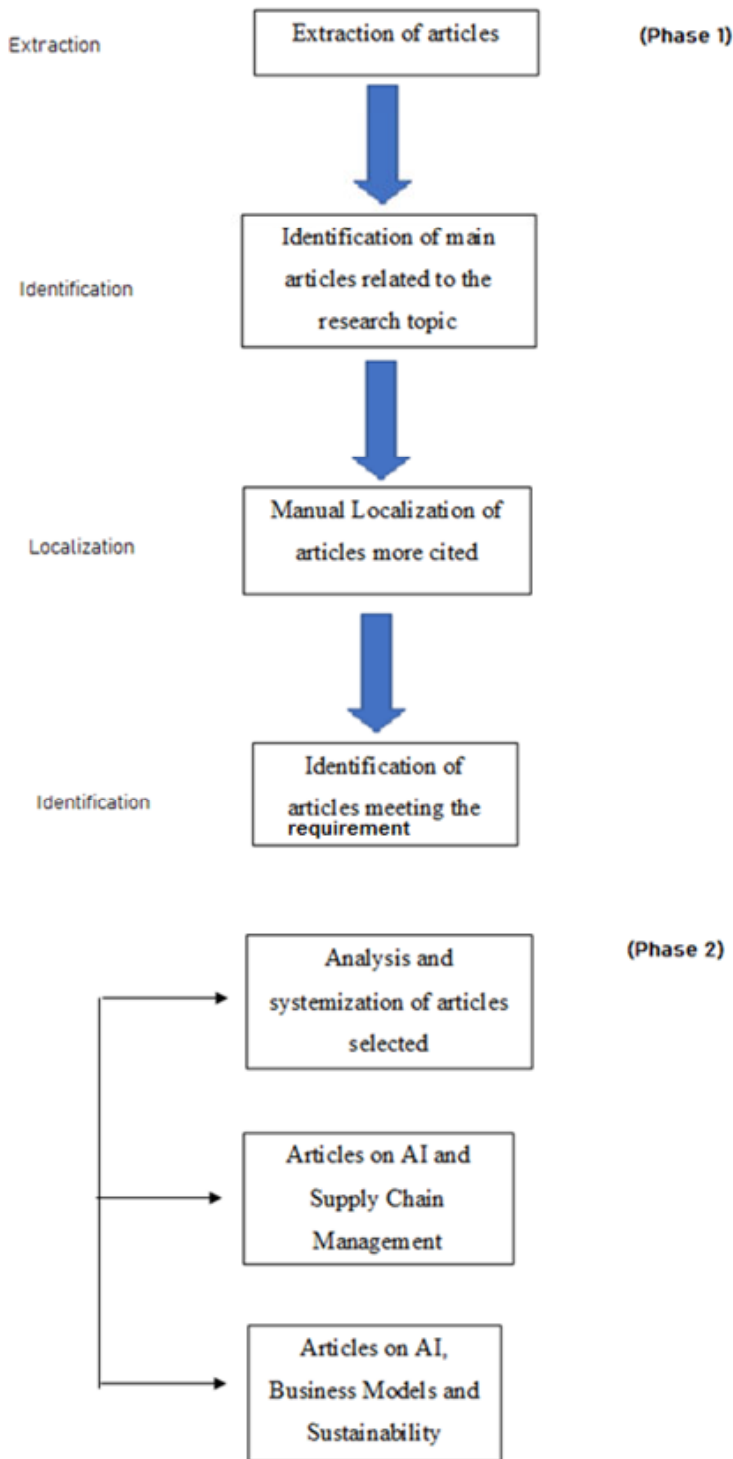 Extraction
Extraction of articles
(Phase 1)
Identification
Identification of main
articles related to the
research topic
Localization
Manual Localization of
articles more cited
Identification
Identification of
articles meeting the
requirement
(Phase 2)
Analysis and
systemization of articles
selected
Articles on AI and
Supply Chain
Management
Articles on AI,
Business Models and
Sustainability